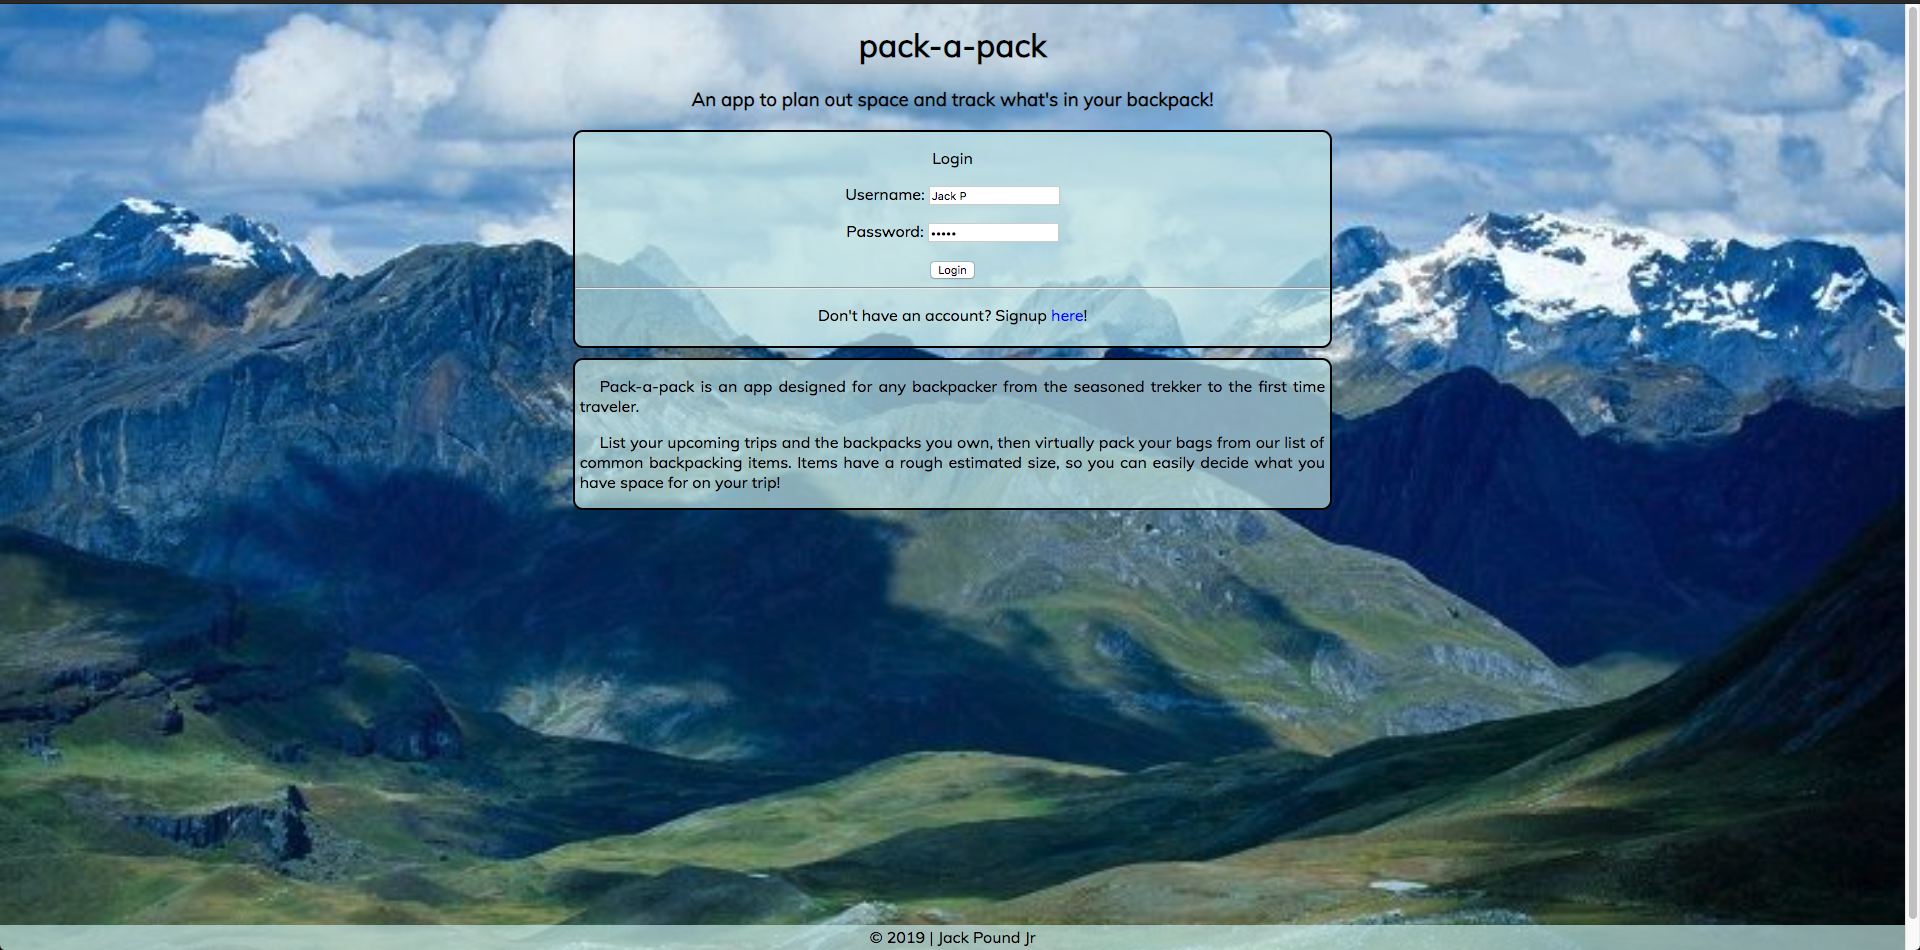 pack-a-pack
An app to plan out space and track what's in your backpack!
Login
Username: Jack P
Password: •••••
Login
Don't have an account? Signup here!
Pack-a-pack is an app designed for any backpacker from the seasoned trekker to the first time
traveler.
List your upcoming trips and the backpacks you own, then virtually pack your bags from our list of
common backpacking items. Items have a rough estimated size, so you can easily decide what you
have space for on your trip!
© 2019 | Jack Pound Jr